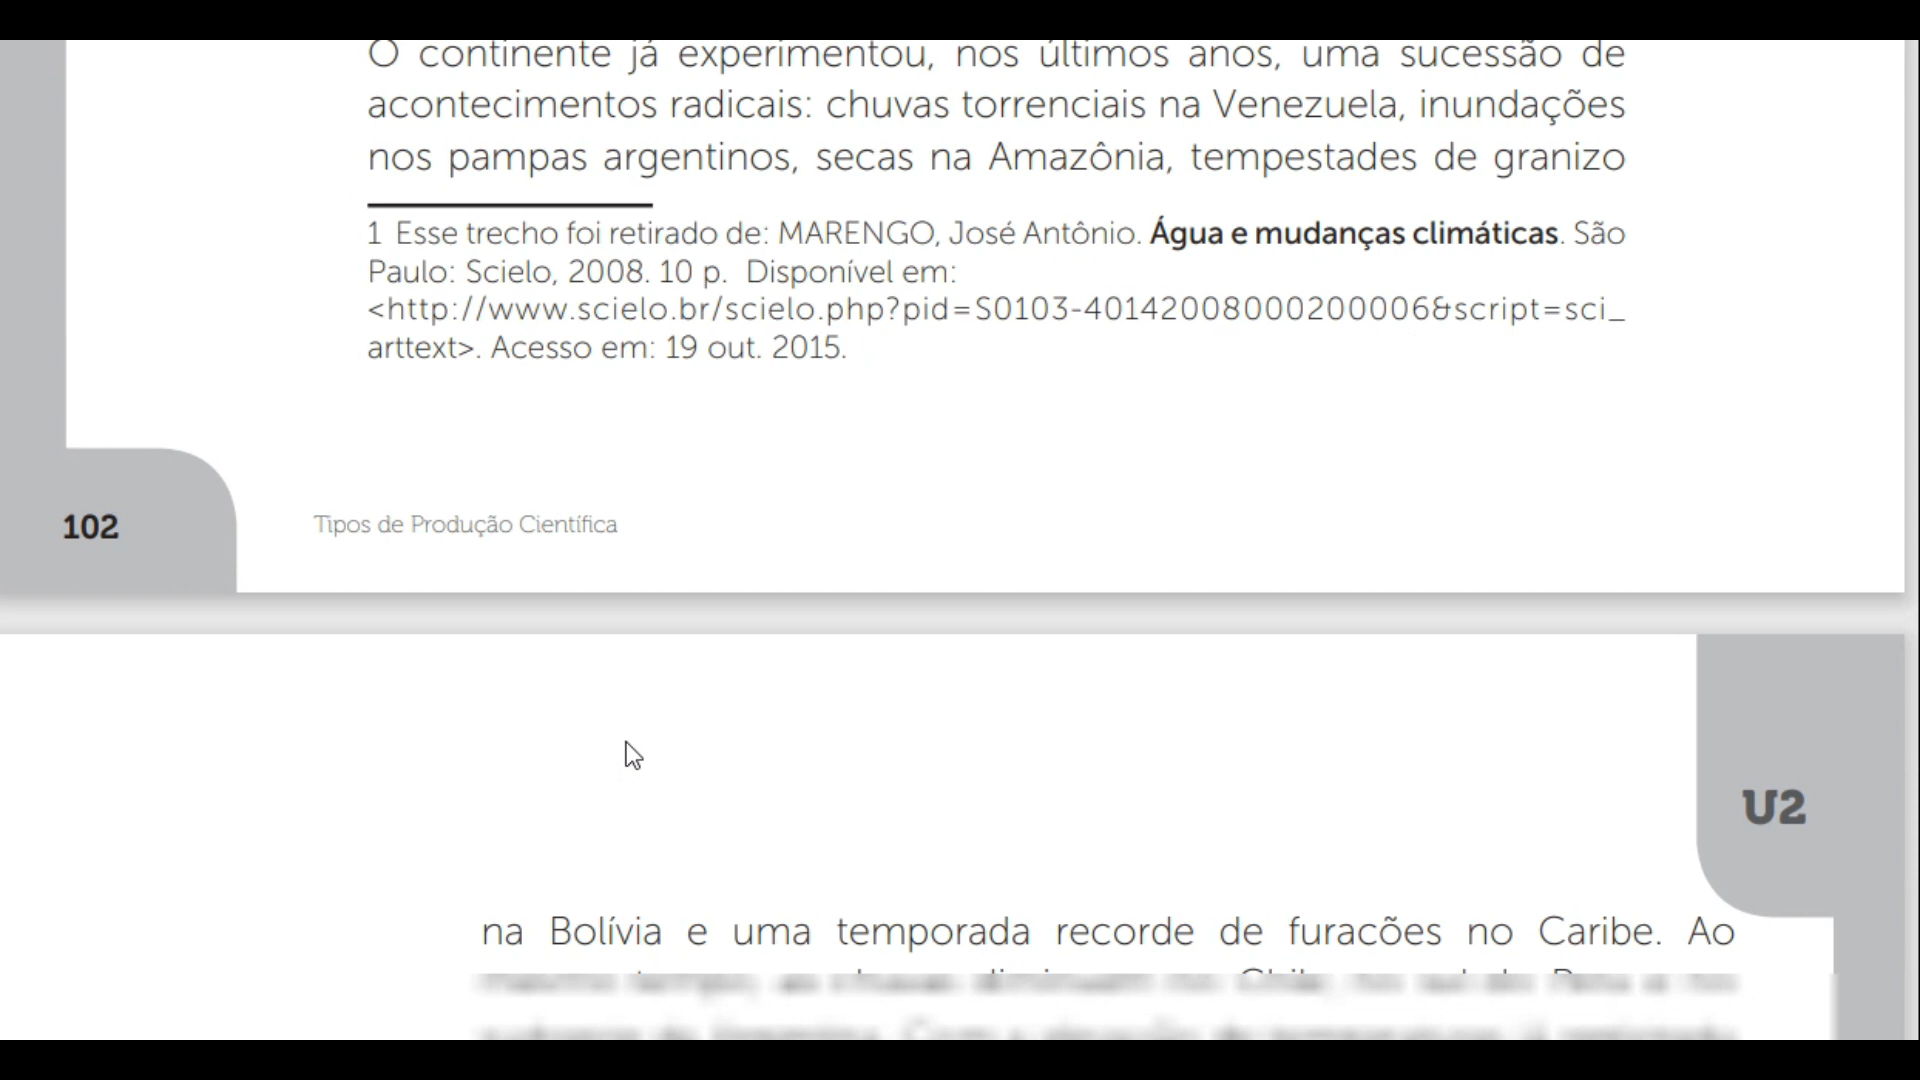 O continente já experimentou, nos últimos anos, uma sucessão de
acontecimentos radicais: chuvas torrenciais na Venezuela, inundações
nos pampas argentinos, secas na Amazônia, tempestades de granizo
1 Esse trecho foi retirado de: MARENGO, José Antônio. Água e mudanças climáticas. São
Paulo: Scielo, 2008. 10 p. Disponível em:
<http://www.scielo.br/scielo.php?pid=S0103-40142008000200006&script=sci_
arttext>. Acesso em: 19 out. 2015.
102
Tipos de Produção Científica
U2
na Bolívia e uma temporada recorde de furacões no Caribe. Ao